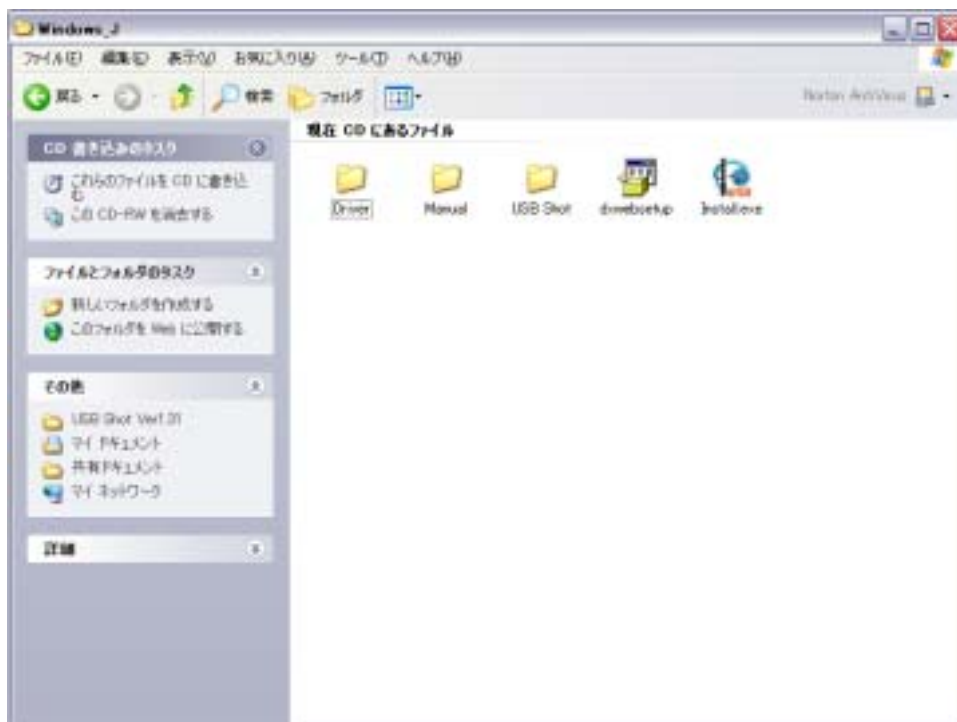 Windows_J
ファイル(F) 編集(E) 表示(V) お気に入り(A) ツール(T) ヘルプ(H)
戻る 検索 フォルダ Norton AntiVirus
現在 CD にあるファイル
CD 書き込みのタスク
これらのファイルを CD に書き込
む
この CD-RW を消去する
Driver Manual USB Shot dxwebsetup Install.exe
ファイルとフォルダのタスク
新しいフォルダを作成する
このフォルダを Web に公開する
その他
USB Shot Ver1.01
マイ ドキュメント
共有ドキュメント
マイ ネットワーク
詳細